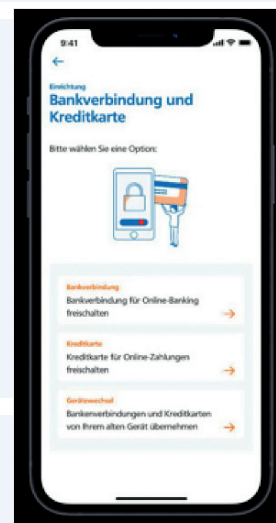 9:41
Einrichtung
Bankverbindung und
Kreditkarte
Bitte wählen Sie eine Option:
Bankverbindung
Bankverbindung für Online-Banking
freischalten
Kreditkarte
Kreditkarte für Online-Zahlungen
freischalten
Gerätewechsel
Bankenverbindungen und Kreditkarten
von Ihrem alten Gerät übernehmen